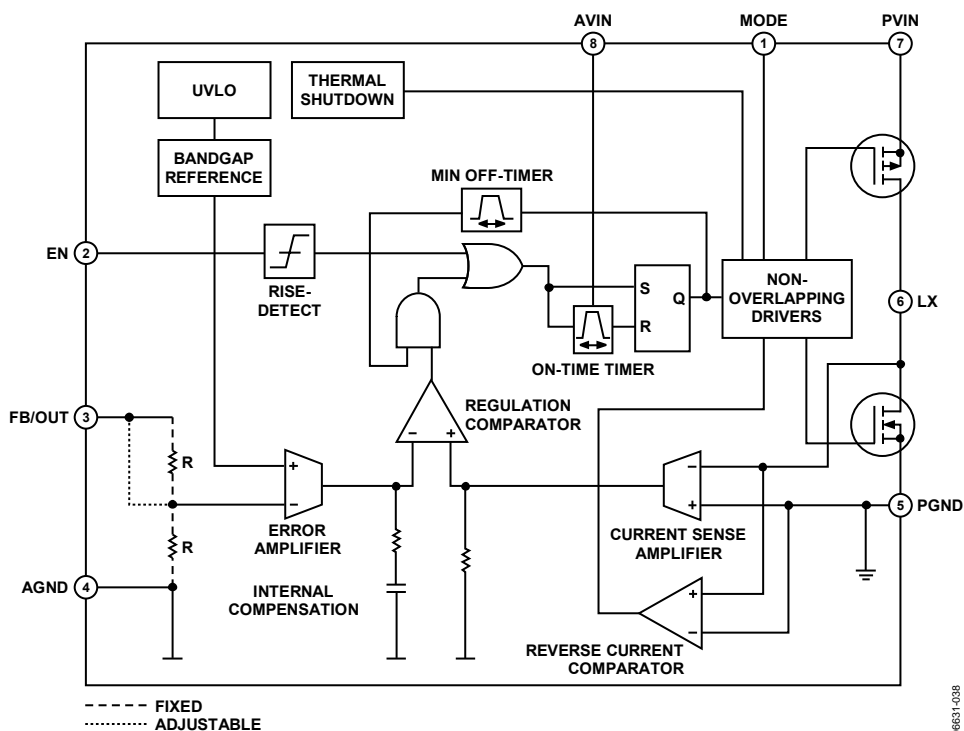 AVIN
8
MODE
1
PVIN
7
UVLO
THERMAL
SHUTDOWN
BANDGAP
REFERENCE
MIN OFF-TIMER
EN
2
RISE-
DETECT
S
Q
R
NON-
OVERLAPPING
DRIVERS
6
LX
ON-TIME TIMER
REGULATION
COMPARATOR
–
+
FB/OUT
3
R
+
–
ERROR
AMPLIFIER
R
–
+
CURRENT SENSE
AMPLIFIER
5
PGND
AGND
4
INTERNAL
COMPENSATION
+
–
REVERSE CURRENT
COMPARATOR
FIXED
ADJUSTABLE